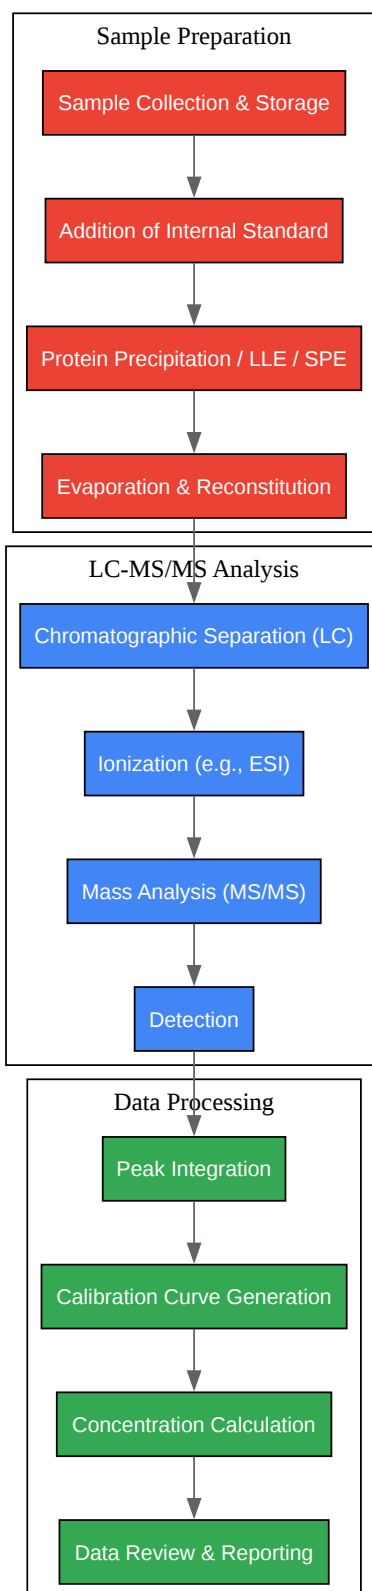 Sample Preparation
Sample Collection & Storage
Addition of Internal Standard
Protein Precipitation / LLE / SPE
Evaporation & Reconstitution
LC-MS/MS Analysis
Chromatographic Separation (LC)
Ionization (e.g., ESI)
Mass Analysis (MS/MS)
Detection
Data Processing
Peak Integration
Calibration Curve Generation
Concentration Calculation
Data Review & Reporting